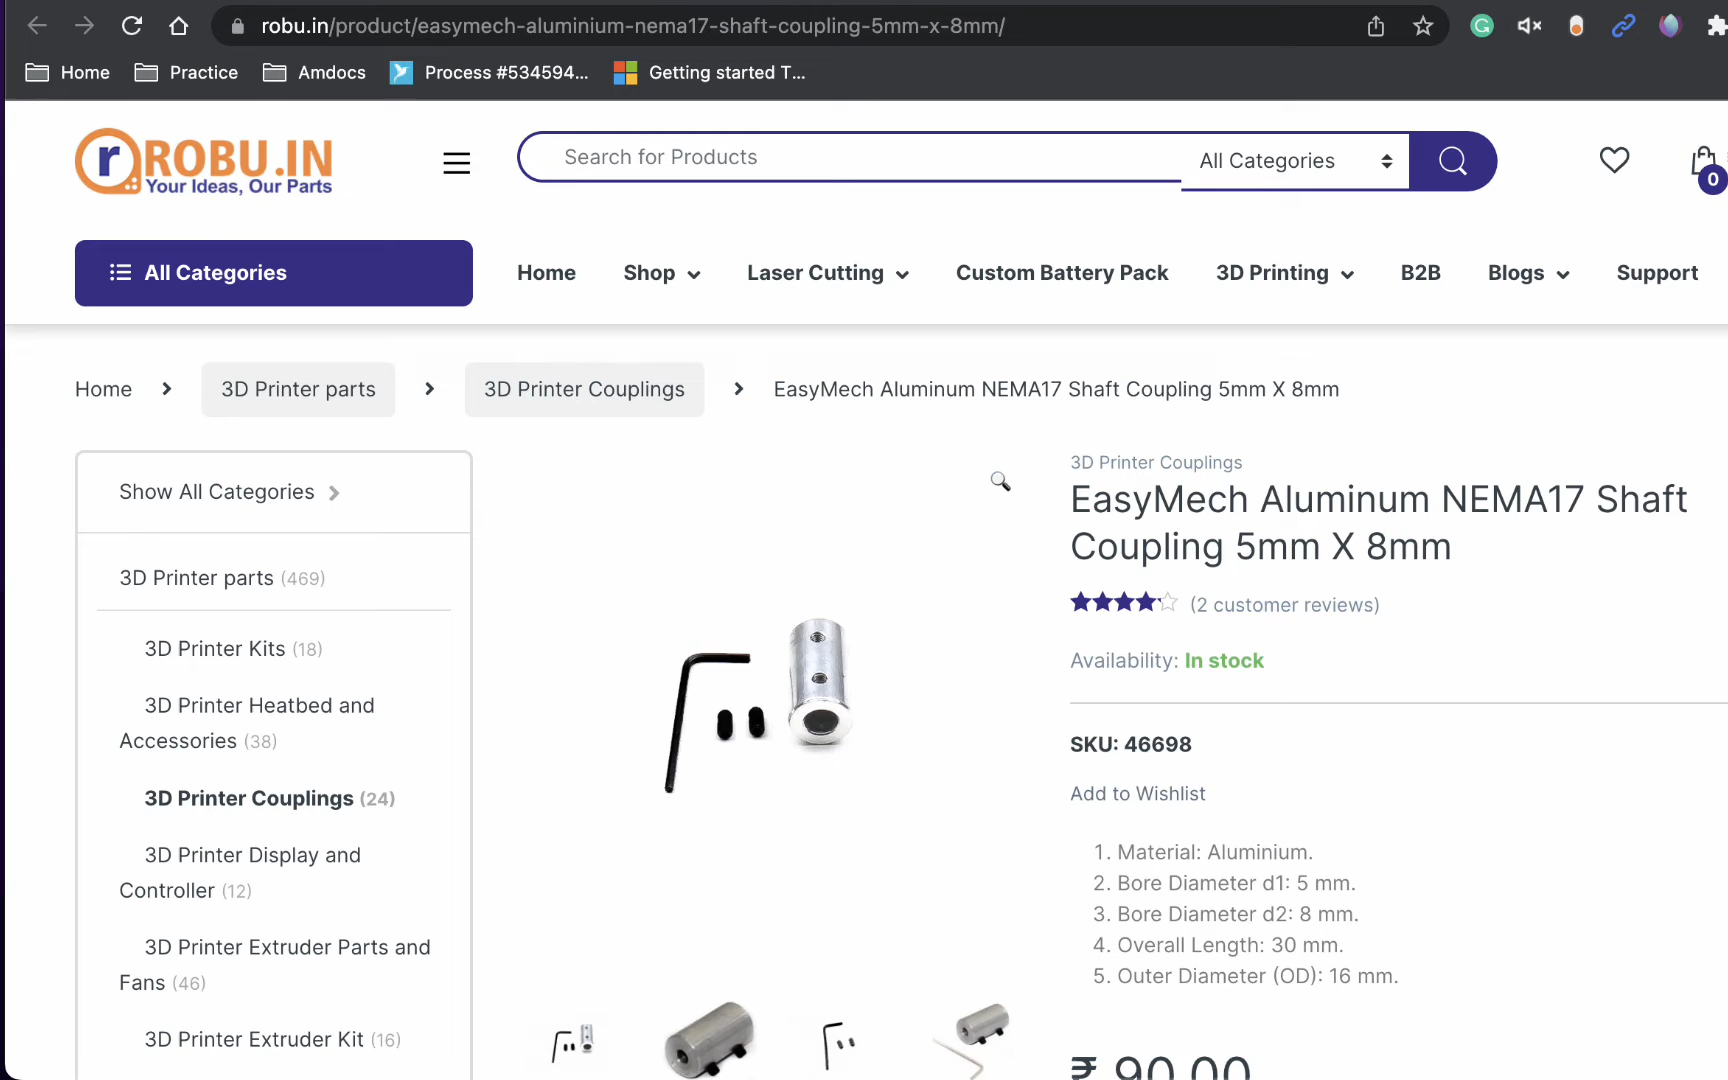 robu.in/product/easymech-aluminium-nema17-shaft-coupling-5mm-x-8mm/
Home
Practice
Amdocs
Process #534594...
Getting started T...
r ROBU.IN
Your Ideas, Our Parts
Search for Products
All Categories
0
All Categories
Home
Shop
Laser Cutting
Custom Battery Pack
3D Printing
B2B
Blogs
Support
Home
3D Printer parts
3D Printer Couplings
EasyMech Aluminum NEMA17 Shaft Coupling 5mm X 8mm
Show All Categories
3D Printer parts (469)
3D Printer Kits (18)
3D Printer Heatbed and
Accessories (38)
3D Printer Couplings (24)
3D Printer Display and
Controller (12)
3D Printer Extruder Parts and
Fans (46)
3D Printer Extruder Kit (16)
3D Printer Couplings
EasyMech Aluminum NEMA17 Shaft
Coupling 5mm X 8mm
(2 customer reviews)
Availability: In stock
SKU: 46698
Add to Wishlist
1. Material: Aluminium.
2. Bore Diameter d1: 5 mm.
3. Bore Diameter d2: 8 mm.
4. Overall Length: 30 mm.
5. Outer Diameter (OD): 16 mm.
₹ 90.00